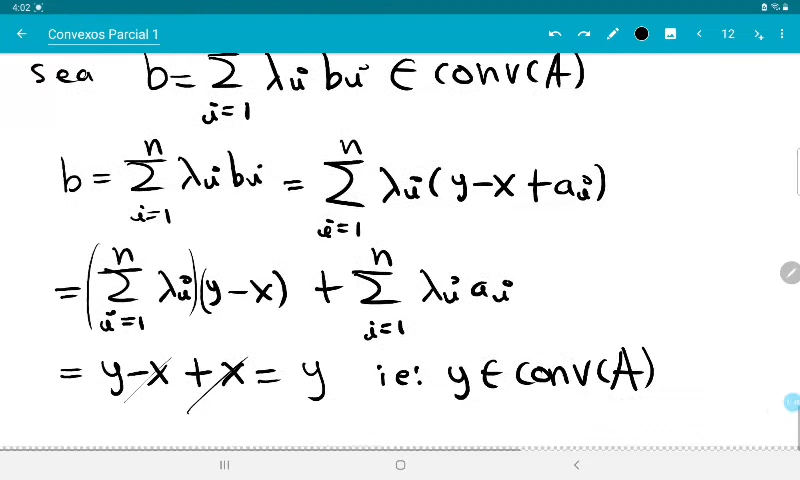 4:02
Convexos Parcial 1
12
sea b = Σ_{i=1} λi bi ∈ conv(A)
b = Σ_{i=1}^{n} λi bi = Σ_{i=1}^{n} λi (y-x+ai)
= (Σ_{i=1}^{n} λi)(y-x) + Σ_{i=1}^{n} λi ai
= y-x+x = y ie: y ∈ conv(A)